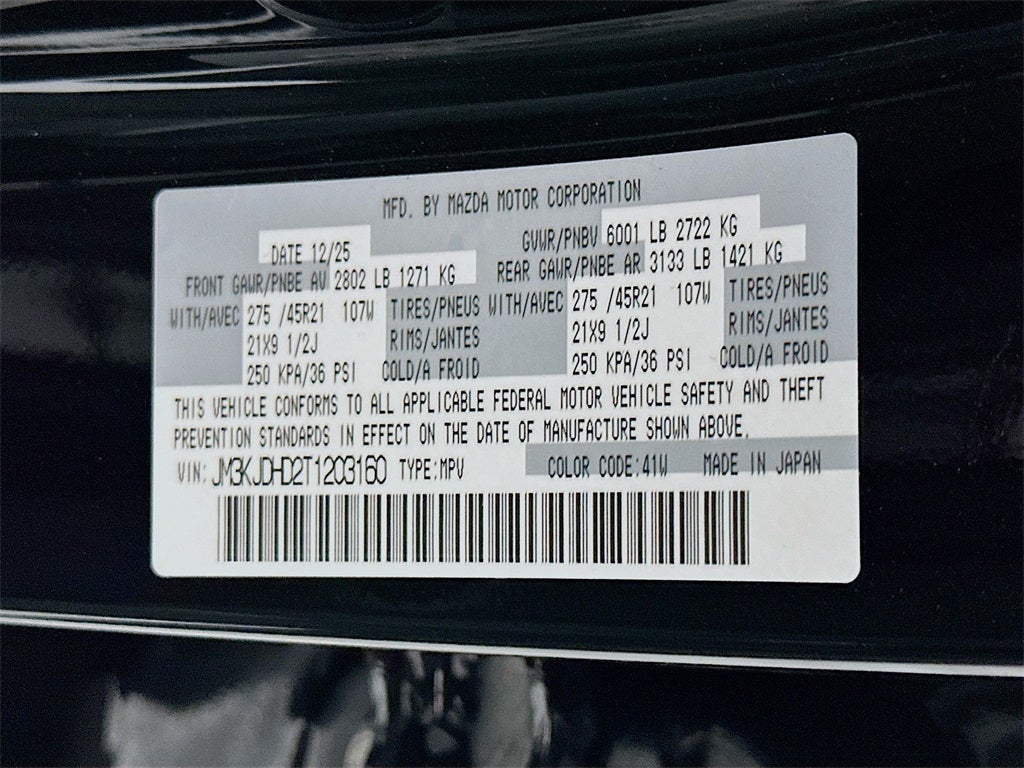 MFD. BY MAZDA MOTOR CORPORATION
DATE 12/25 GVWR/PNBV 6001 LB 2722 KG
FRONT GAWR/PNBE AV 2802 LB 1271 KG REAR GAWR/PNBE AR 3133 LB 1421 KG
WITH/AVEC 275 /45R21 107W TIRES/PNEUS WITH/AVEC 275 /45R21 107W TIRES/PNEUS
21X9 1/2J RIMS/JANTES 21X9 1/2J RIMS/JANTES
250 KPA/36 PSI COLD/A FROID 250 KPA/36 PSI COLD/A FROID
THIS VEHICLE CONFORMS TO ALL APPLICABLE FEDERAL MOTOR VEHICLE SAFETY AND THEFT
PREVENTION STANDARDS IN EFFECT ON THE DATE OF MANUFACTURE SHOWN ABOVE.
VIN: JM3KJDHD2T1203160 TYPE:MPV COLOR CODE:41W MADE IN JAPAN